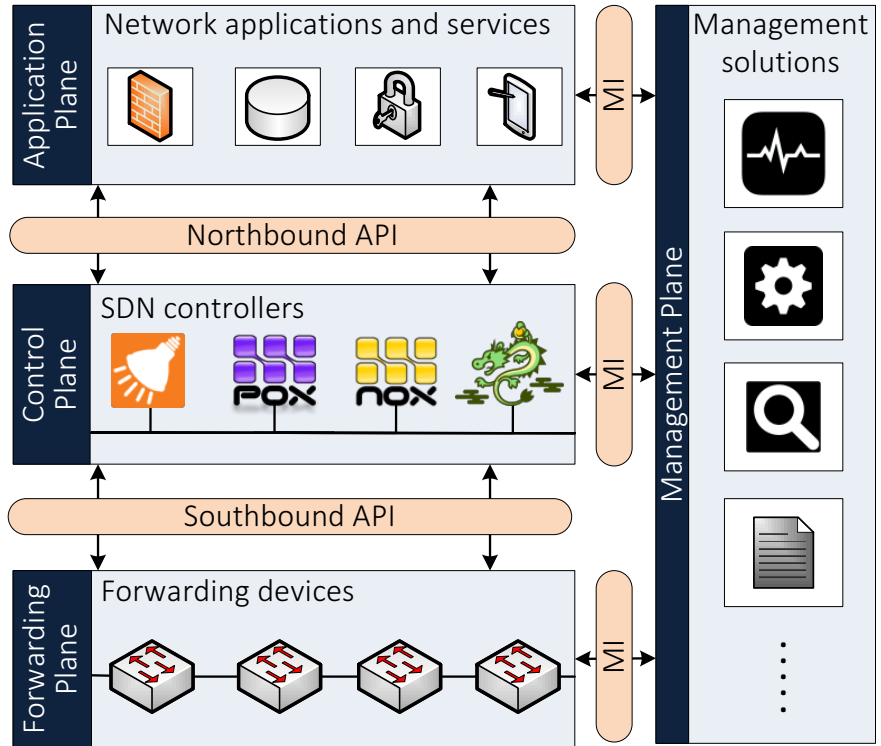 Application
Plane
Network applications and services
MI
Northbound API
Control
Plane
SDN controllers
POX
nox
MI
Southbound API
Forwarding
Plane
Forwarding devices
MI
Management Plane
Management
solutions